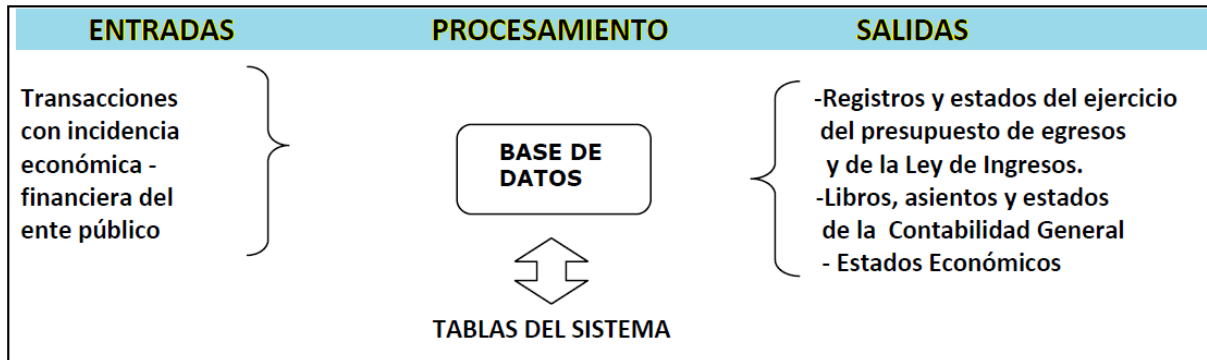 ENTRADAS PROCESAMIENTO SALIDAS
Transacciones
con incidencia
económica -
financiera del
ente público
BASE DE
DATOS
TABLAS DEL SISTEMA
-Registros y estados del ejercicio
del presupuesto de egresos
y de la Ley de Ingresos.
-Libros, asientos y estados
de la Contabilidad General
- Estados Económicos